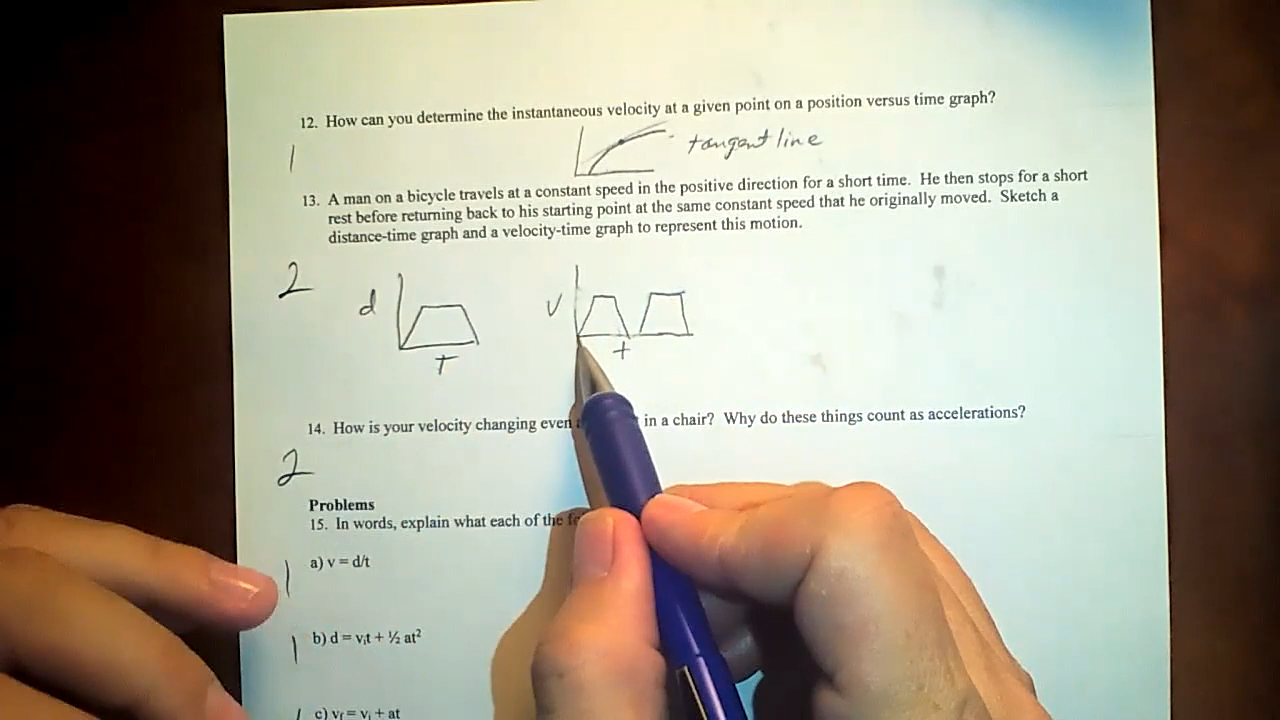 12. How can you determine the instantaneous velocity at a given point on a position versus time graph?
1
tangent line
13. A man on a bicycle travels at a constant speed in the positive direction for a short time. He then stops for a short
rest before returning back to his starting point at the same constant speed that he originally moved. Sketch a
distance-time graph and a velocity-time graph to represent this motion.
2
d
T
v
t
14. How is your velocity changing even in a chair? Why do these things count as accelerations?
2
Problems
15. In words, explain what each of the
1 a) v = d/t
1 b) d = vᵢt + ½ at²
1 c) v_f = vᵢ + at